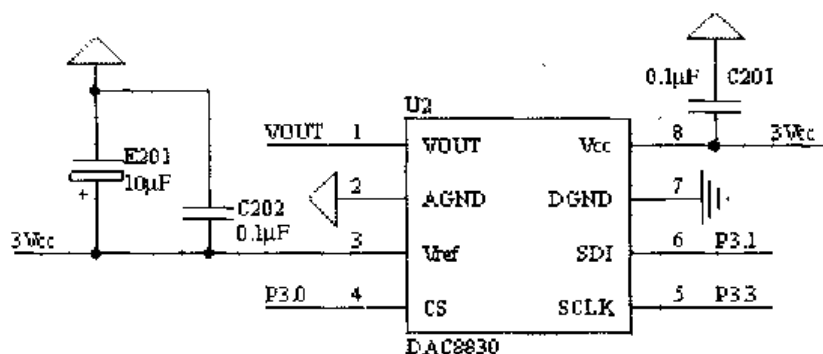 0.1μF C201
U2
VOUT 1 VOUT Vcc 8 3Vcc
E201
10μF
+
2 AGND DGND 7
C202
0.1μF
3Vcc 3 Vref SDI 6 P3.1
P3.0 4 CS SCLK 5 P3.3
DAC8830